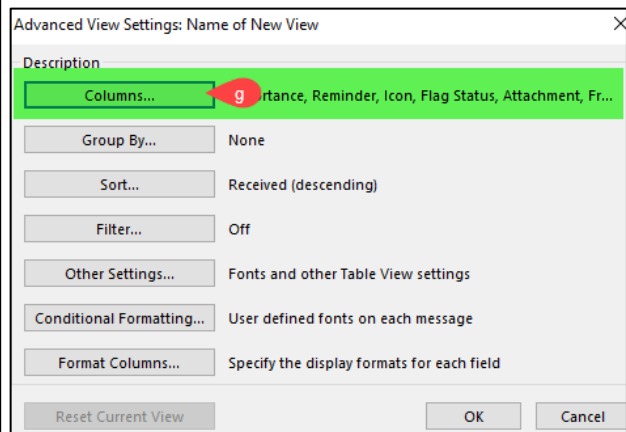 Advanced View Settings: Name of New View
Description
Columns... g rtance, Reminder, Icon, Flag Status, Attachment, Fr...
Group By... None
Sort... Received (descending)
Filter... Off
Other Settings... Fonts and other Table View settings
Conditional Formatting... User defined fonts on each message
Format Columns... Specify the display formats for each field
Reset Current View OK Cancel